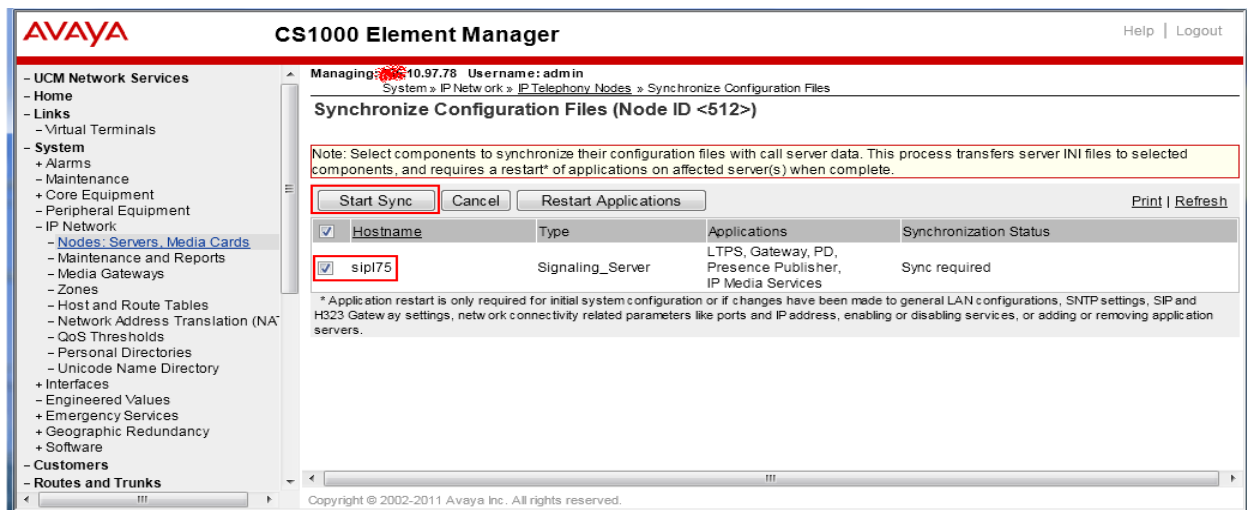 AVAYA
CS1000 Element Manager
Help | Logout
– UCM Network Services
– Home
– Links
– Virtual Terminals
– System
+ Alarms
– Maintenance
+ Core Equipment
– Peripheral Equipment
– IP Network
– Nodes: Servers, Media Cards
– Maintenance and Reports
– Media Gateways
– Zones
– Host and Route Tables
– Network Address Translation (NA
– QoS Thresholds
– Personal Directories
– Unicode Name Directory
+ Interfaces
– Engineered Values
+ Emergency Services
+ Geographic Redundancy
+ Software
– Customers
– Routes and Trunks
Managing: 10.97.78 Username: admin
System » IP Network » IP Telephony Nodes » Synchronize Configuration Files
Synchronize Configuration Files (Node ID <512>)
Note: Select components to synchronize their configuration files with call server data. This process transfers server INI files to selected
components, and requires a restart* of applications on affected server(s) when complete.
Start Sync Cancel Restart Applications Print | Refresh
Hostname Type Applications Synchronization Status
sipl75 Signaling_Server LTPS, Gateway, PD, Sync required
Presence Publisher,
IP Media Services
* Application restart is only required for initial system configuration or if changes have been made to general LAN configurations, SNTP settings, SIP and
H323 Gateway settings, network connectivity related parameters like ports and IP address, enabling or disabling services, or adding or removing application
servers.
Copyright © 2002-2011 Avaya Inc. All rights reserved.